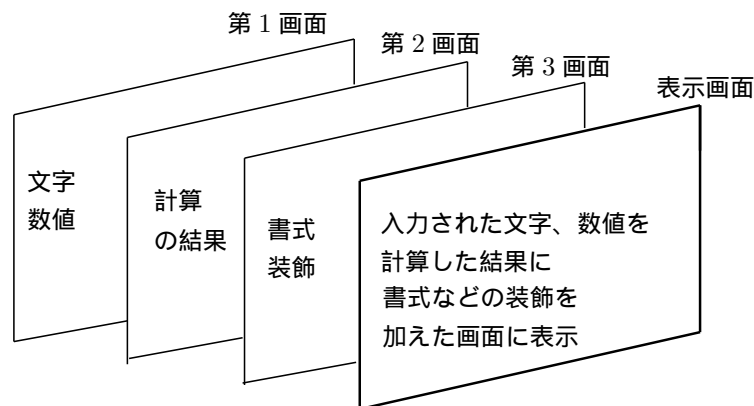 第 1 画面
第 2 画面
第 3 画面
表示画面
文字
数値
計算
の結果
書式
装飾
入力された文字、数値を
計算した結果に
書式などの装飾を
加えた画面に表示